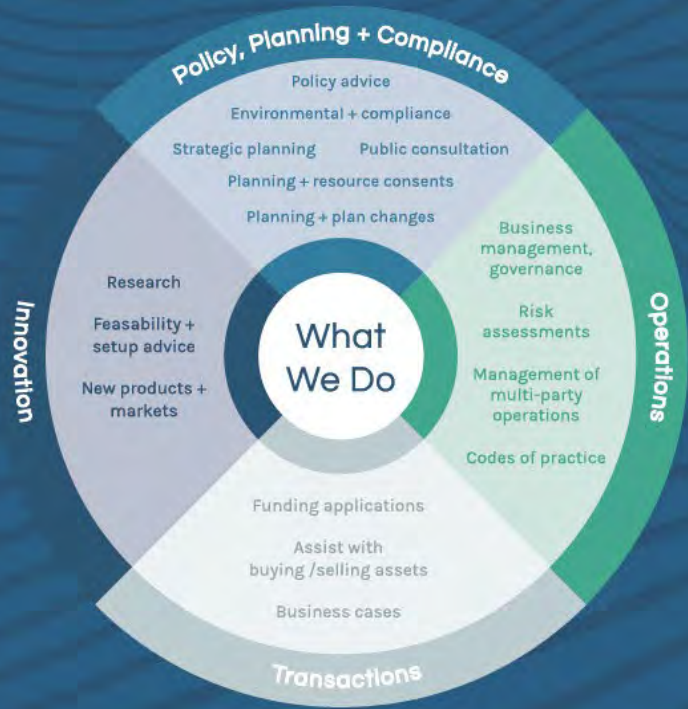 Policy, Planning + Compliance
Policy advice
Environmental + compliance
Strategic planning
Public consultation
Planning + resource consents
Planning + plan changes
Innovation
Research
Feasability +
setup advice
New products +
markets
What
We Do
Operations
Business
management,
governance
Risk
assessments
Management of
multi-party
operations
Codes of practice
Funding applications
Assist with
buying /selling assets
Business cases
Transactions